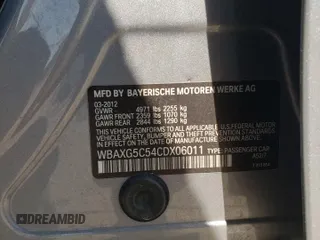 MFD BY BAYERISCHE MOTOREN WERKE AG
03-2012
GVWR 4971 lbs 2255 kg
GAWR FRONT 2359 lbs 1070 kg
GAWR REAR 2844 lbs 1290 kg
THIS VEHICLE CONFORMS TO ALL APPLICABLE U.S. FEDERAL MOTOR
VEHICLE SAFETY, BUMPER AND THEFT PREVENTION STANDARDS
IN EFFECT ON THE DATE OF MANUFACTURE SHOWN ABOVE.
WBAXG5C54CDX06011 TYPE: PASSENGER CAR
DIAMONDBID